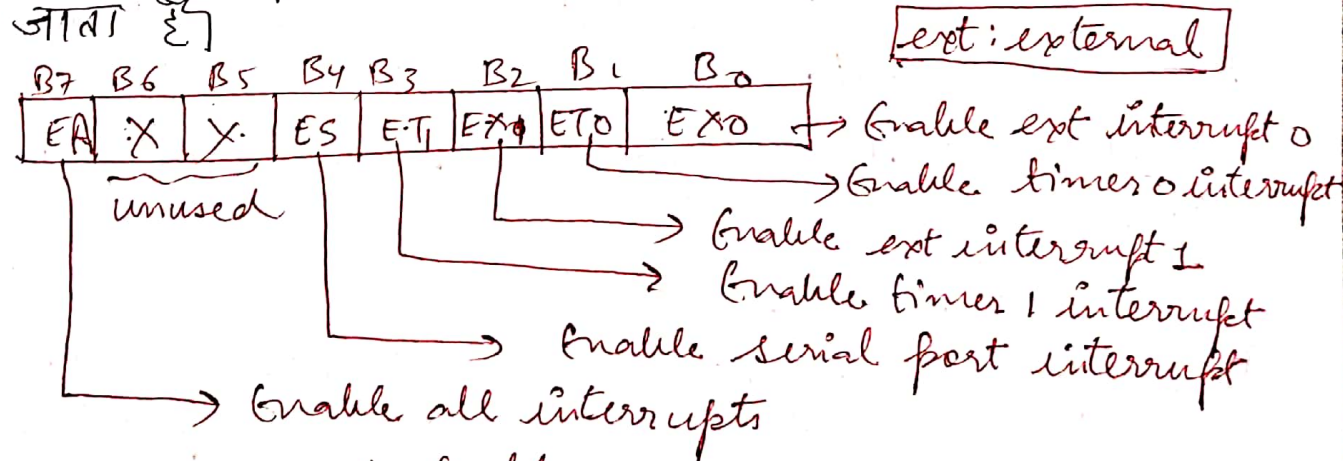 जाता है।
ext : external
B7 B6 B5 B4 B3 B2 B1 B0
EA X X ES ET1 EX1 ET0 EX0
→ Enable ext interrupt 0
→ Enable timer 0 interrupt
unused
→ Enable ext interrupt 1
→ Enable timer 1 interrupt
→ Enable serial port interrupt
→ Enable all interrupts